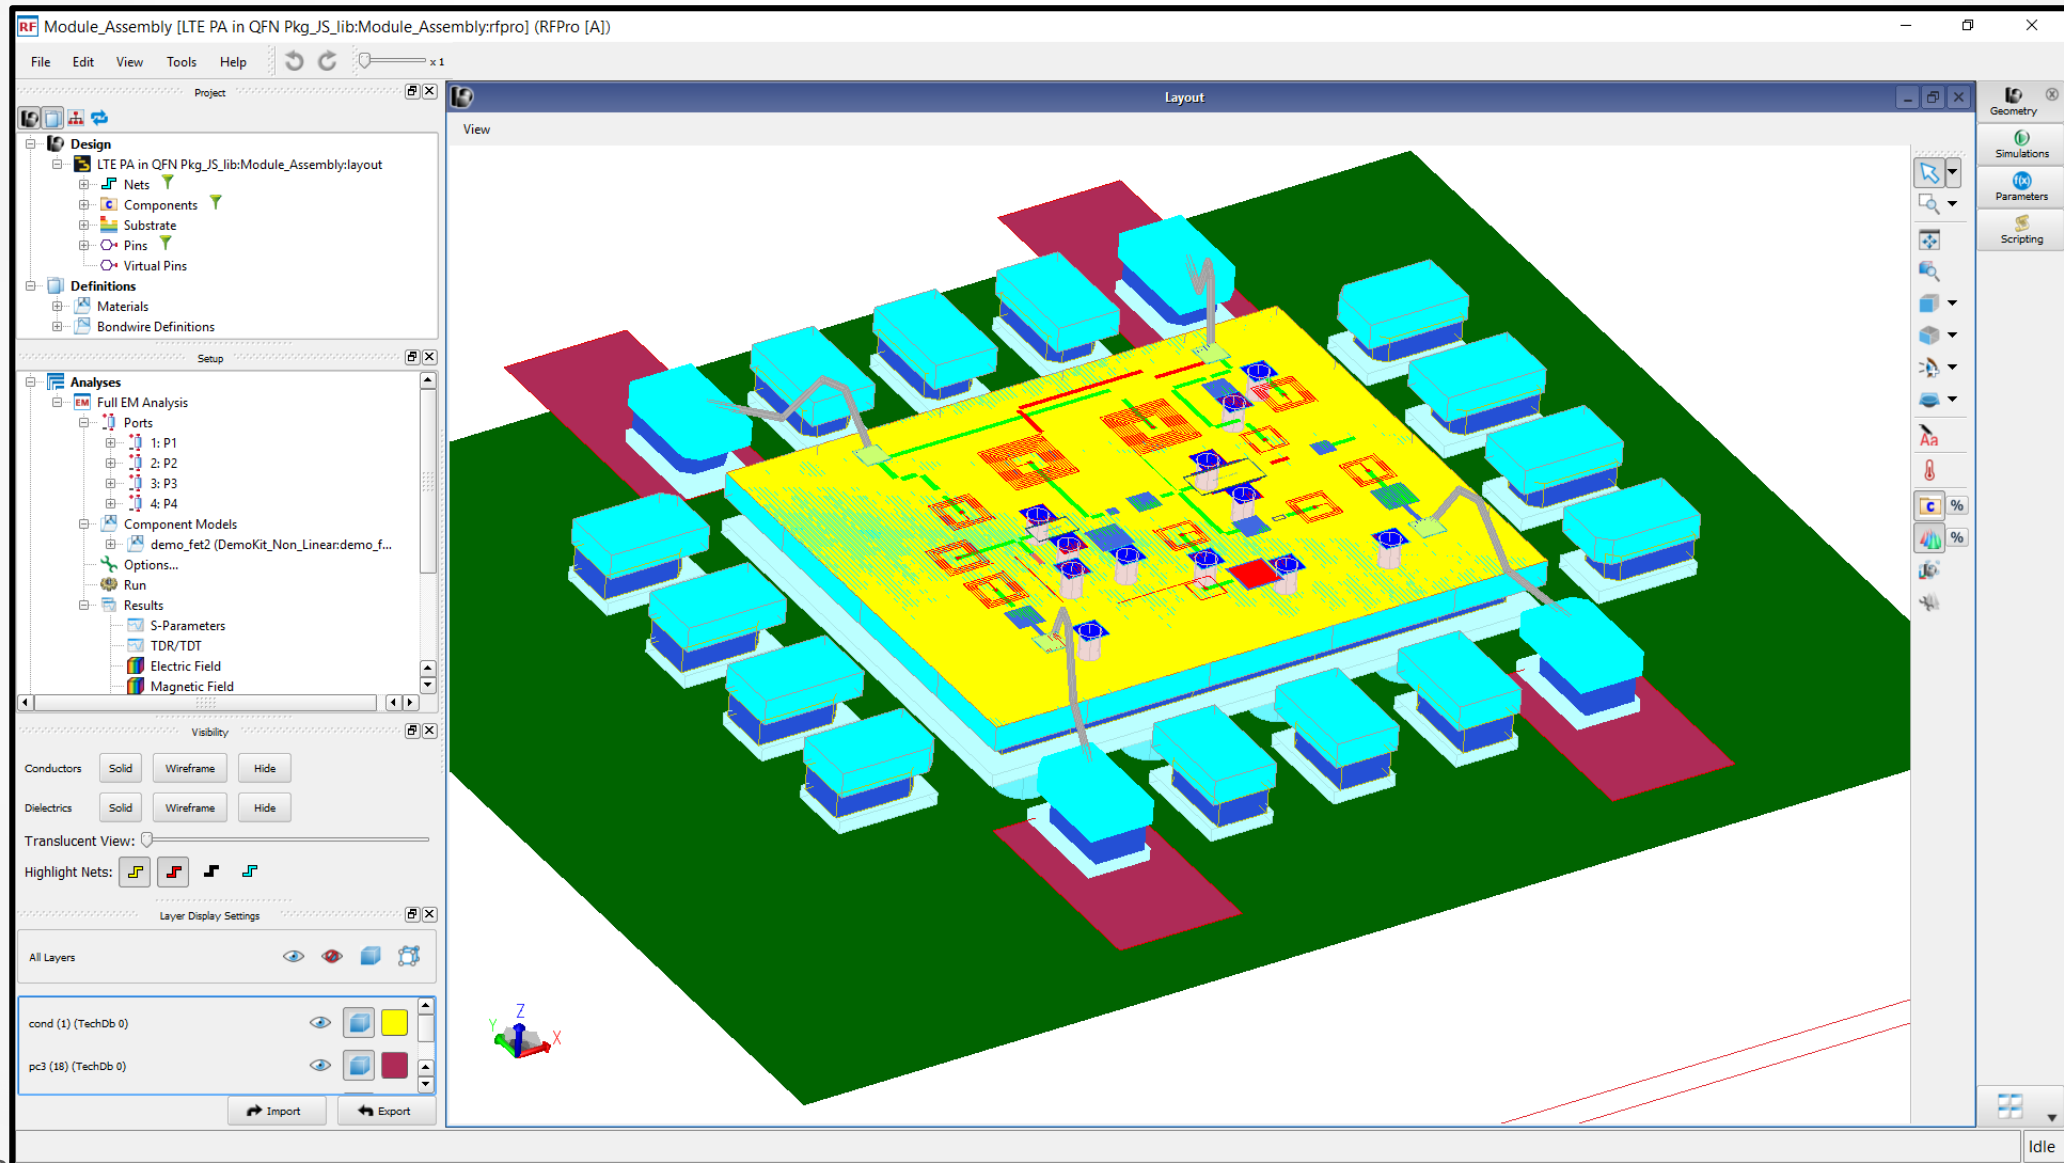 RF Module_Assembly [LTE PA in QFN Pkg_JS_lib:Module_Assembly:rfpro] (RFPro [A])
File Edit View Tools Help x 1
Project
Design
LTE PA in QFN Pkg_JS_lib:Module_Assembly:layout
Nets
Components
Substrate
Pins
Virtual Pins
Definitions
Materials
Bondwire Definitions
Setup
Analyses
EM Full EM Analysis
Ports
1: P1
2: P2
3: P3
4: P4
Component Models
demo_fet2 (DemoKit_Non_Linear:demo_f...
Options...
Run
Results
S-Parameters
TDR/TDT
Electric Field
Magnetic Field
Visibility
Conductors Solid Wireframe Hide
Dielectrics Solid Wireframe Hide
Translucent View:
Highlight Nets:
Layer Display Settings
All Layers
cond (1) (TechDb 0)
pc3 (18) (TechDb 0)
Import Export
Layout
View
Z
Y
X
Aa
C %
%
Geometry
Simulations
f(x)
Parameters
Scripting
Idle